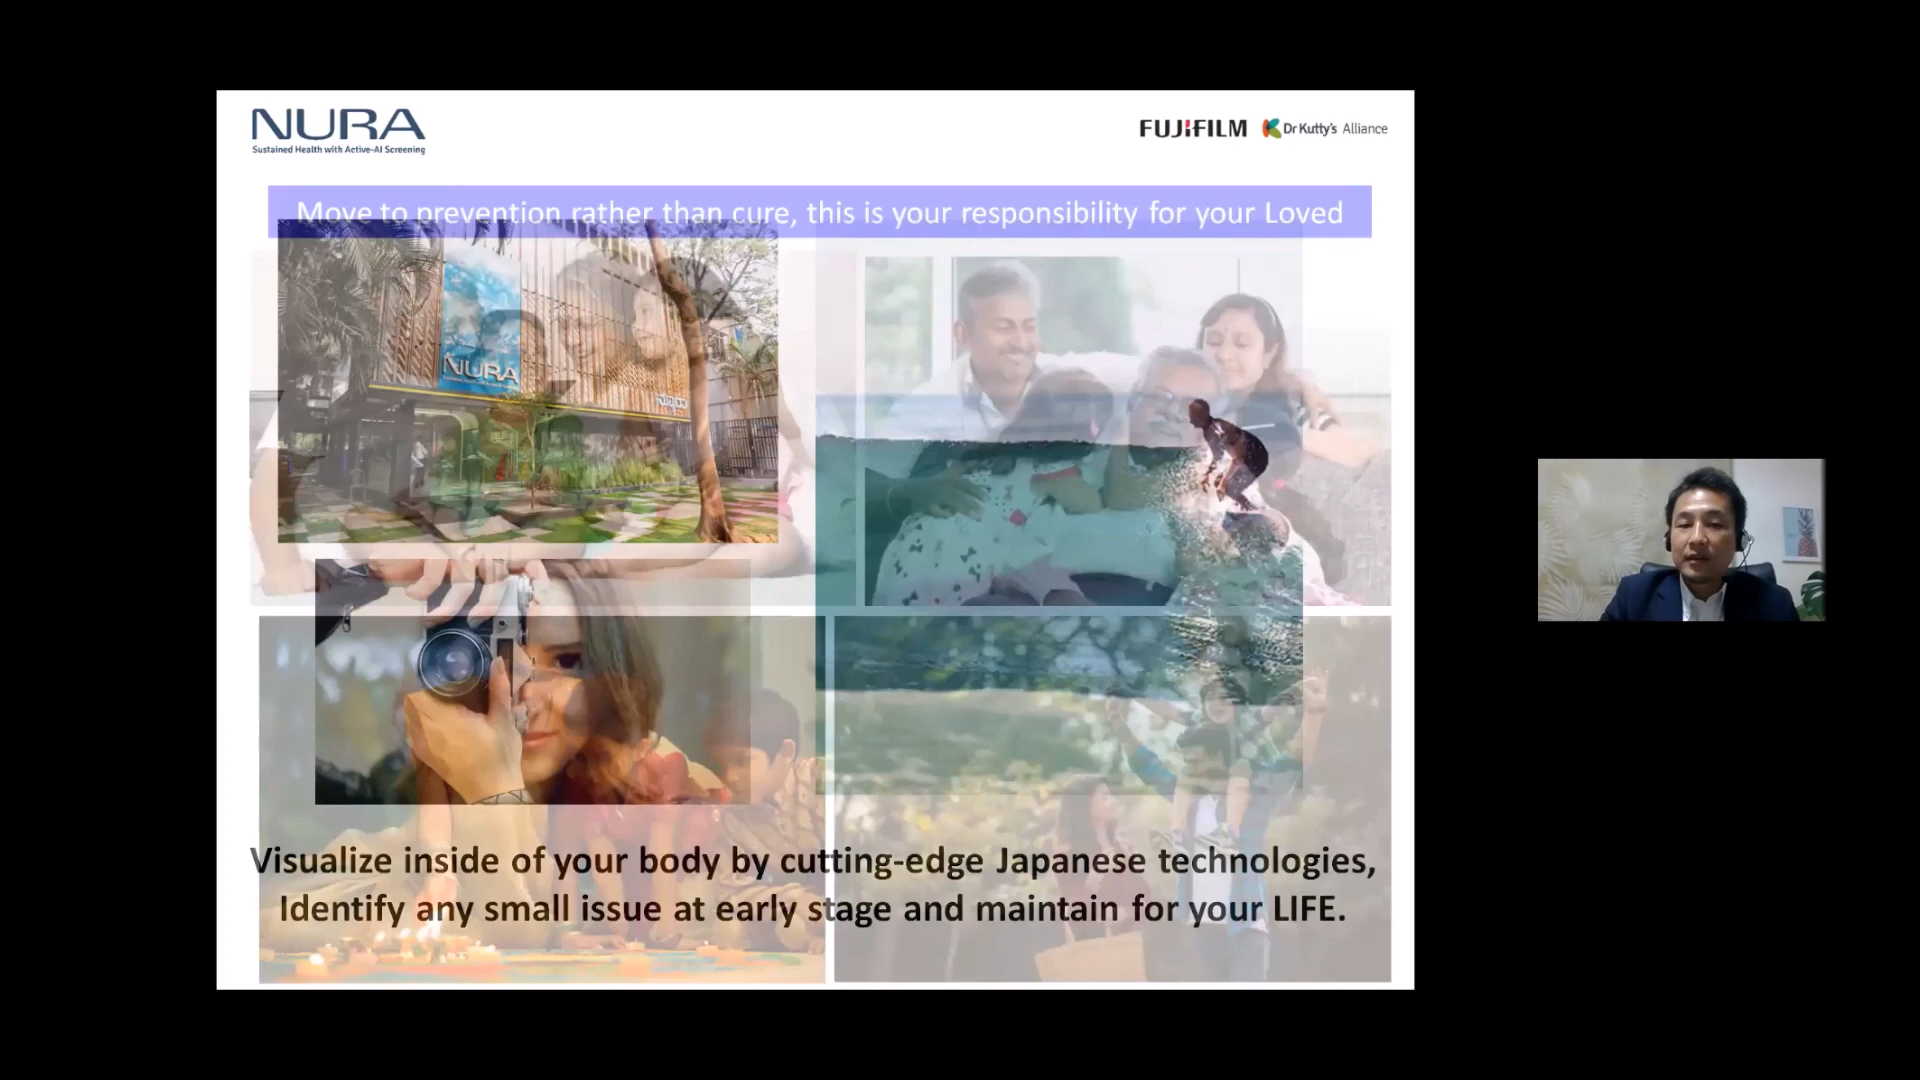 NURA
Sustained Health with Active-AI Screening
FUJIFILM
Dr Kutty's Alliance
Move to prevention rather than cure, this is your responsibility for your Loved
NURA
Visualize inside of your body by cutting-edge Japanese technologies,
Identify any small issue at early stage and maintain for your LIFE.